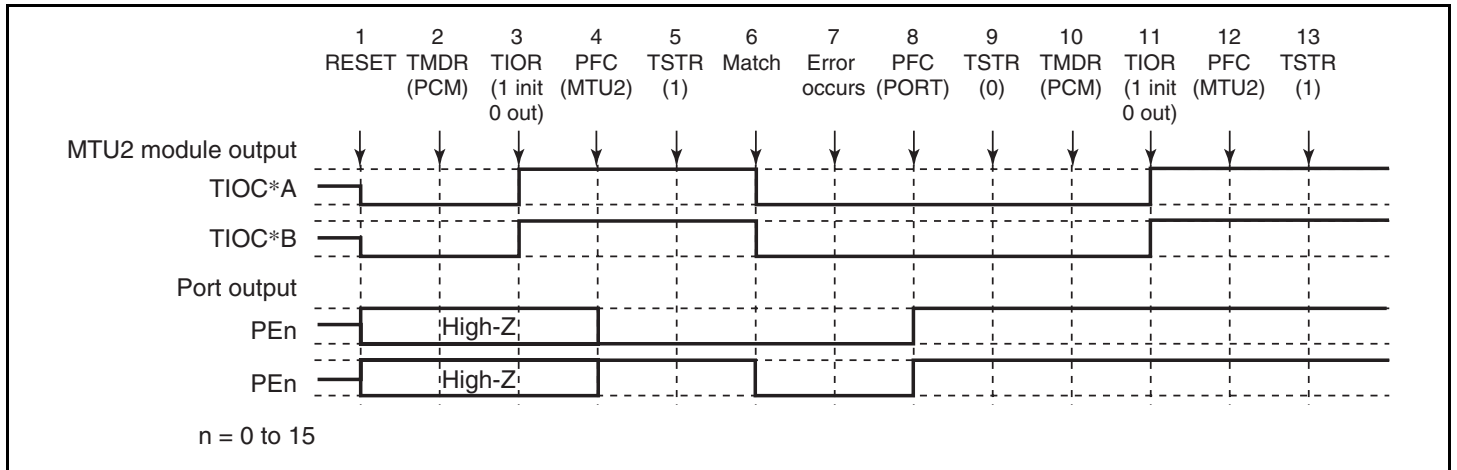 1 2 3 4 5 6 7 8 9 10 11 12 13
RESET TMDR TIOR PFC TSTR Match Error PFC TSTR TMDR TIOR PFC TSTR
(PCM) (1 init (MTU2) (1) occurs (PORT) (0) (PCM) (1 init (MTU2) (1)
0 out) 0 out)
MTU2 module output
TIOC*A
TIOC*B
Port output
PEn High-Z
PEn High-Z
n = 0 to 15